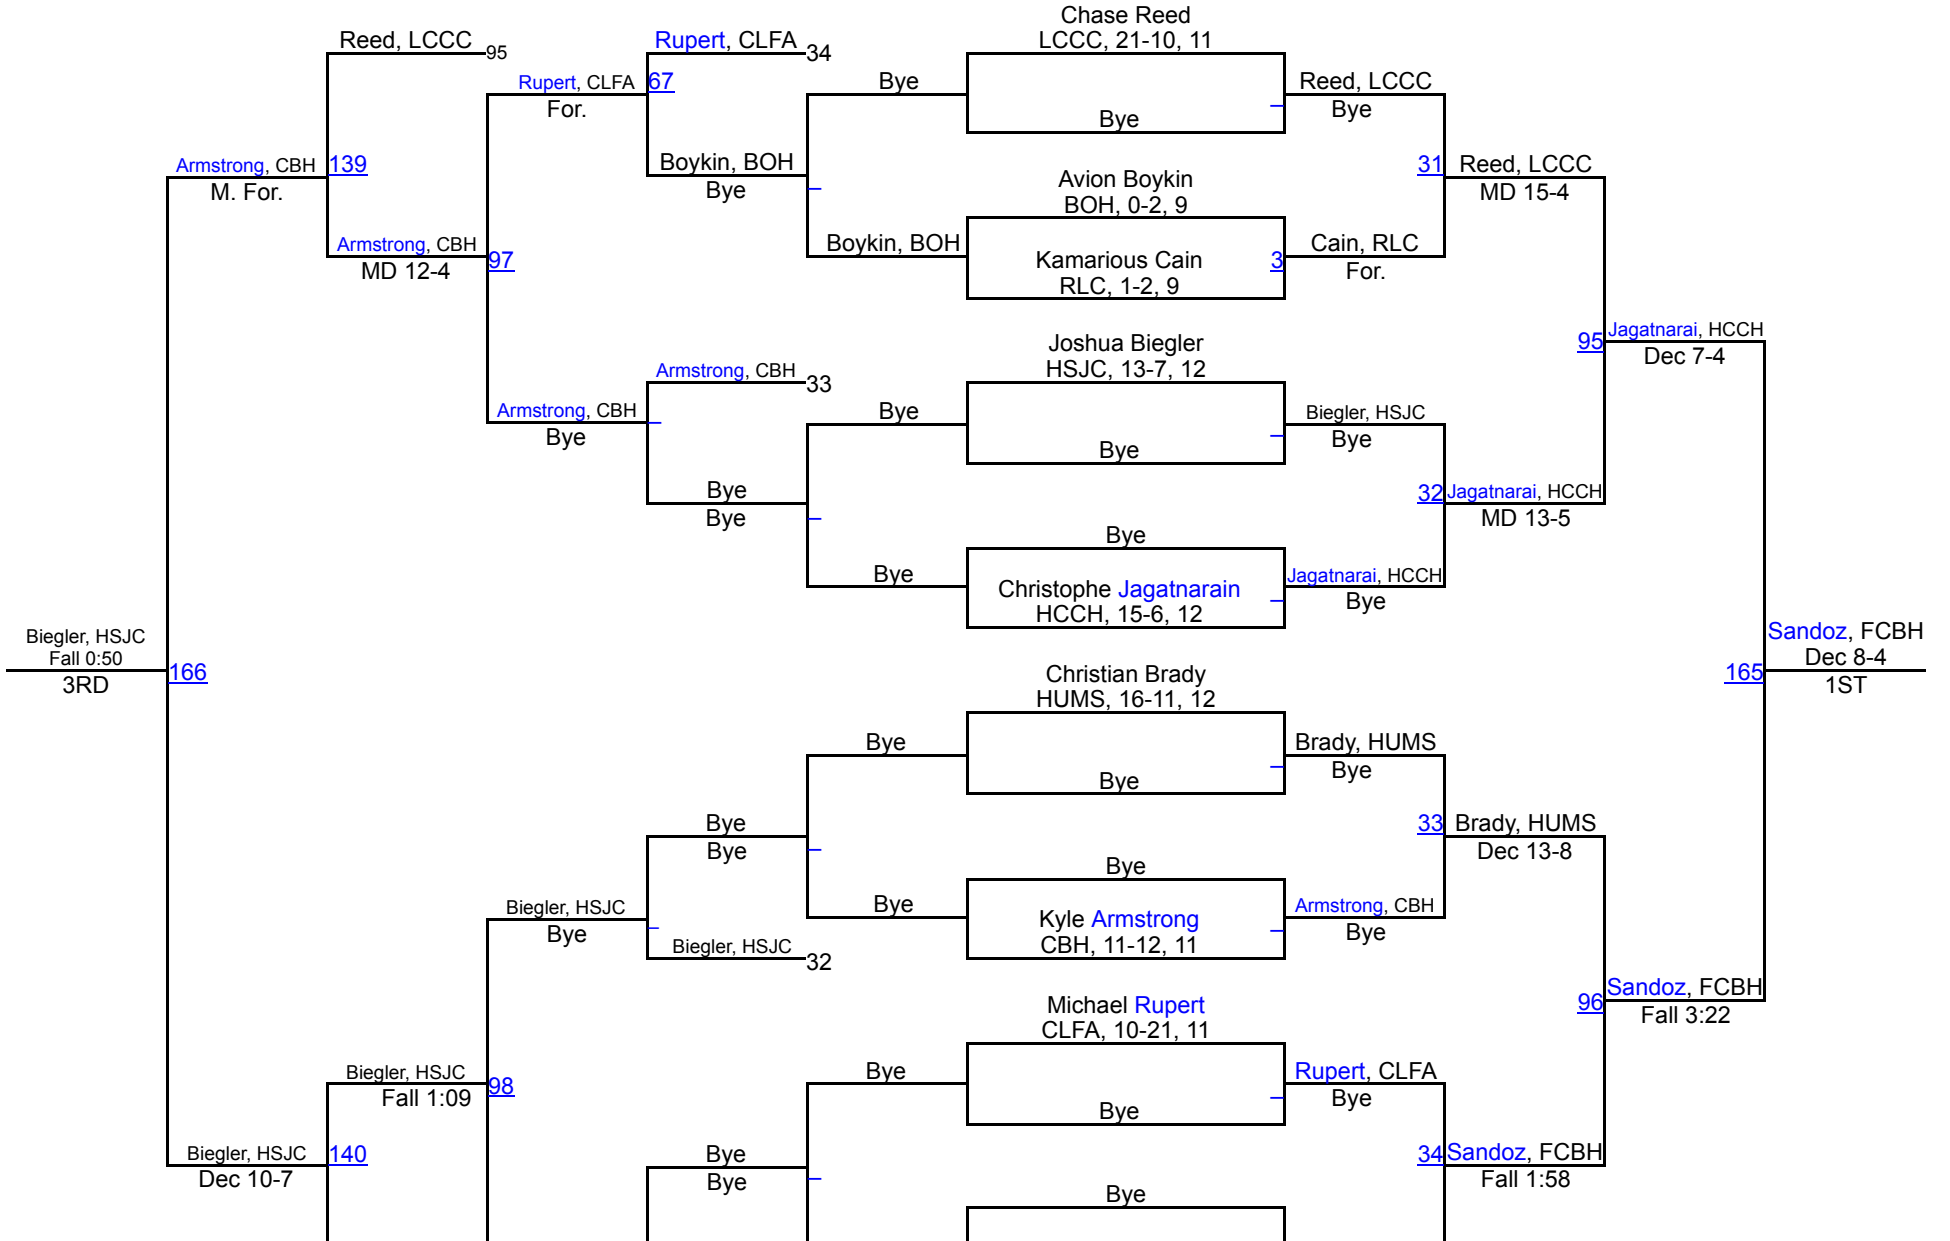 Chase Reed
Reed, LCCC
95
Rupert, CLFA
34
LCCC, 21-10, 11
Rupert, CLFA
67
Bye
Reed, LCCC
For.
Bye
Bye
Armstrong, CBH
139
Boykin, BOH
31
Reed, LCCC
M. For.
Bye
Avion Boykin
MD 15-4
BOH, 0-2, 9
Armstrong, CBH
97
Boykin, BOH
Kamarious Cain
3
Cain, RLC
MD 12-4
RLC, 1-2, 9
For.
Joshua Biegler
95
Jagatnarai, HCCH
Armstrong, CBH
33
HSJC, 13-7, 12
Dec 7-4
Armstrong, CBH
Bye
Biegler, HSJC
Bye
Bye
Bye
Bye
32
Jagatnarai, HCCH
Bye
MD 13-5
Bye
Bye
Christophe Jagatnarain
Jagatnarai, HCCH
HCCH, 15-6, 12
Bye
Biegler, HSJC
Fall 0:50
166
3RD
Sandoz, FCBH
Dec 8-4
165
1ST
Christian Brady
HUMS, 16-11, 12
Bye
Brady, HUMS
Bye
Bye
Bye
33
Brady, HUMS
Bye
Dec 13-8
Bye
Biegler, HSJC
Bye
Kyle Armstrong
Armstrong, CBH
Bye
CBH, 11-12, 11
Bye
Biegler, HSJC
32
Michael Rupert
96
Sandoz, FCBH
CLFA, 10-21, 11
Fall 3:22
Biegler, HSJC
98
Bye
Rupert, CLFA
Fall 1:09
Bye
Bye
Biegler, HSJC
140
Bye
34
Sandoz, FCBH
Dec 10-7
Bye
Fall 1:58
Bye